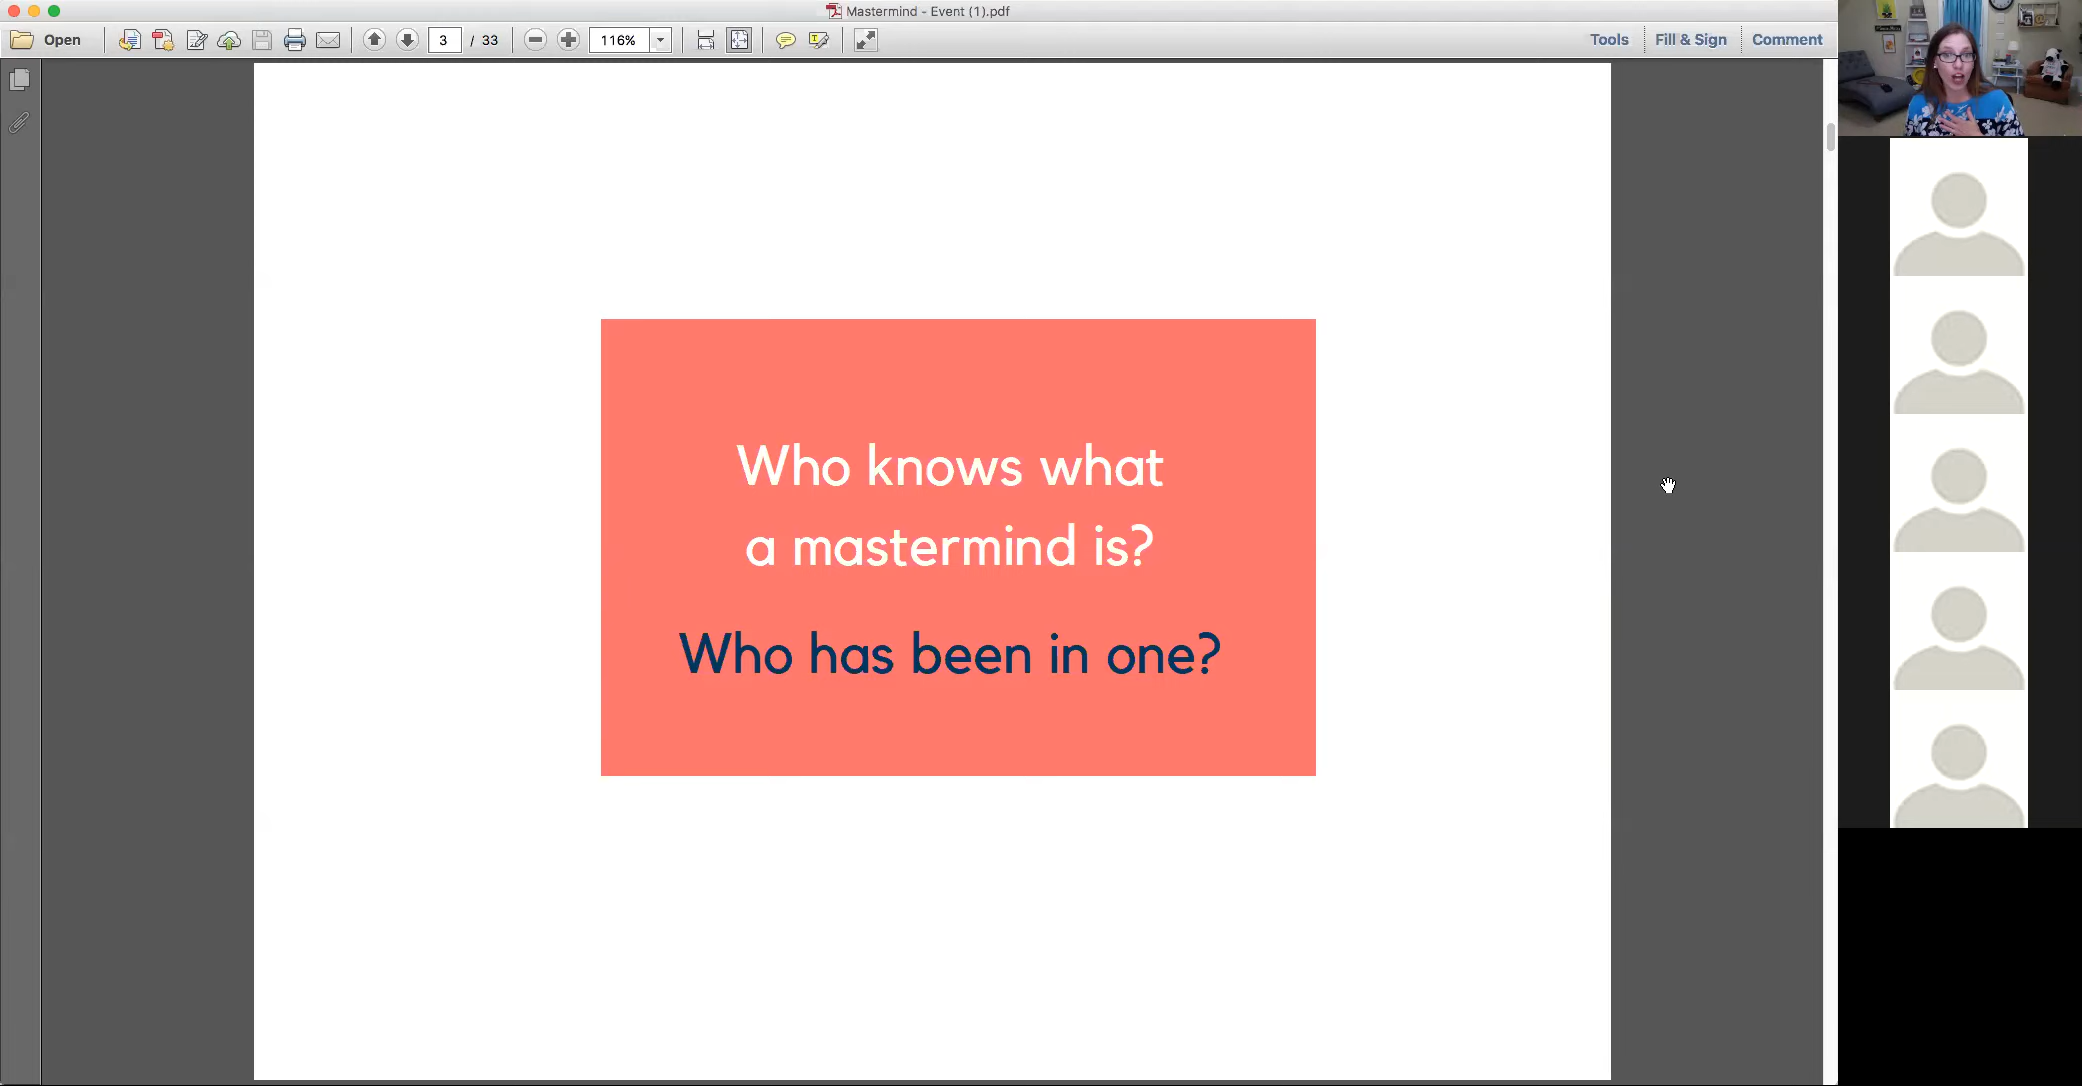 Mastermind - Event (1).pdf
Open
3 / 33
116%
Tools
Fill & Sign
Comment
Who knows what
a mastermind is?
Who has been in one?